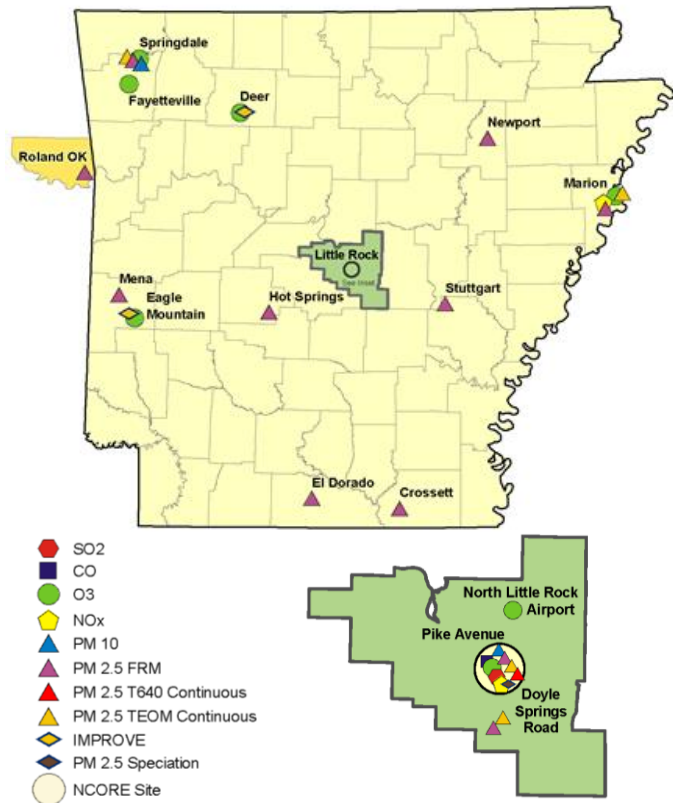 Springdale
Fayetteville
Deer
Newport
Roland OK
Marion
Little Rock
See Inset
Mena
Eagle
Mountain
Hot Springs
Stuttgart
El Dorado
Crossett
SO2
CO
O3
NOx
PM 10
PM 2.5 FRM
PM 2.5 T640 Continuous
PM 2.5 TEOM Continuous
IMPROVE
PM 2.5 Speciation
NCORE Site
North Little Rock
Airport
Pike Avenue
Doyle
Springs
Road